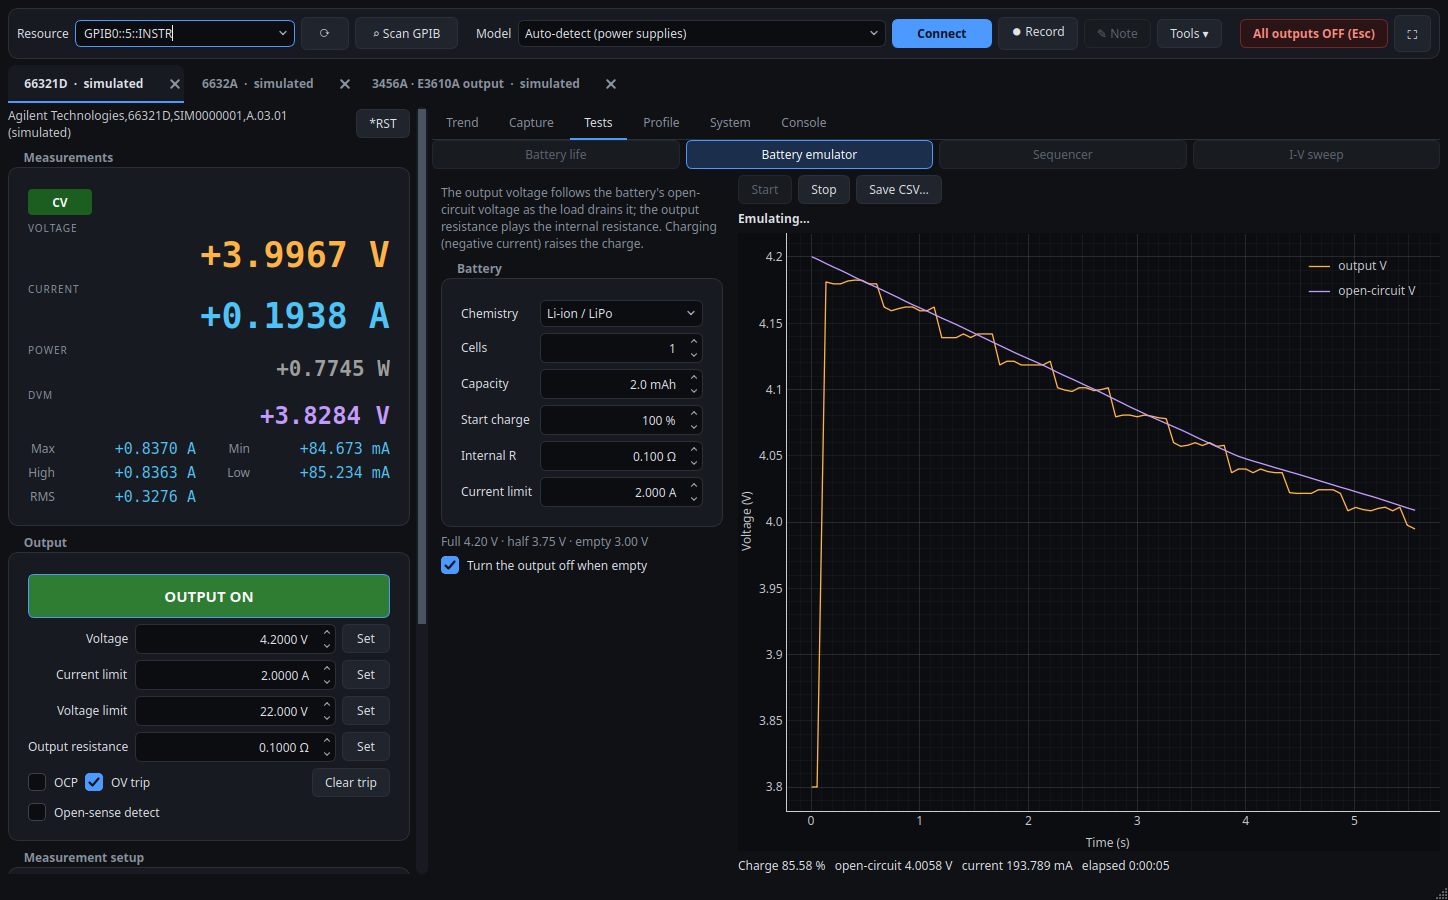 Resource GPIB0::5::INSTR ⟳ ⌕ Scan GPIB Model Auto-detect (power supplies) Connect ● Record ✎ Note Tools ▾ All outputs OFF (Esc) ⛶
66321D · simulated ✕ 6632A · simulated ✕ 3456A · E3610A output · simulated ✕
Agilent Technologies,66321D,SIM0000001,A.03.01
(simulated)
*RST
Measurements
CV
VOLTAGE
+3.9967 V
CURRENT
+0.1938 A
POWER
+0.7745 W
DVM
+3.8284 V
Max +0.8370 A Min +84.673 mA
High +0.8363 A Low +85.234 mA
RMS +0.3276 A
Output
OUTPUT ON
Voltage 4.2000 V Set
Current limit 2.0000 A Set
Voltage limit 22.000 V Set
Output resistance 0.1000 Ω Set
OCP OV trip Clear trip
Open-sense detect
Measurement setup
Trend Capture Tests Profile System Console
Battery life Battery emulator Sequencer I-V sweep
The output voltage follows the battery's open-
circuit voltage as the load drains it; the output
resistance plays the internal resistance. Charging
(negative current) raises the charge.
Battery
Chemistry Li-ion / LiPo
Cells 1
Capacity 2.0 mAh
Start charge 100 %
Internal R 0.100 Ω
Current limit 2.000 A
Full 4.20 V · half 3.75 V · empty 3.00 V
Turn the output off when empty
Start Stop Save CSV...
Emulating...
output V
open-circuit V
Voltage (V)
4.2
4.15
4.1
4.05
4.0
3.95
3.9
3.85
3.8
0 1 2 3 4 5
Time (s)
Charge 85.58 % open-circuit 4.0058 V current 193.789 mA elapsed 0:00:05